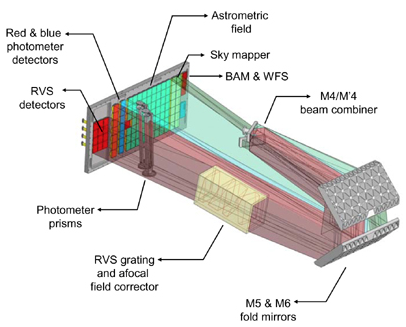 Astrometric
field
Red & blue
photometer
detectors
Sky mapper
BAM & WFS
RVS
detectors
M4/M'4
beam combiner
Photometer
prisms
RVS grating
and afocal
field corrector
M5 & M6
fold mirrors